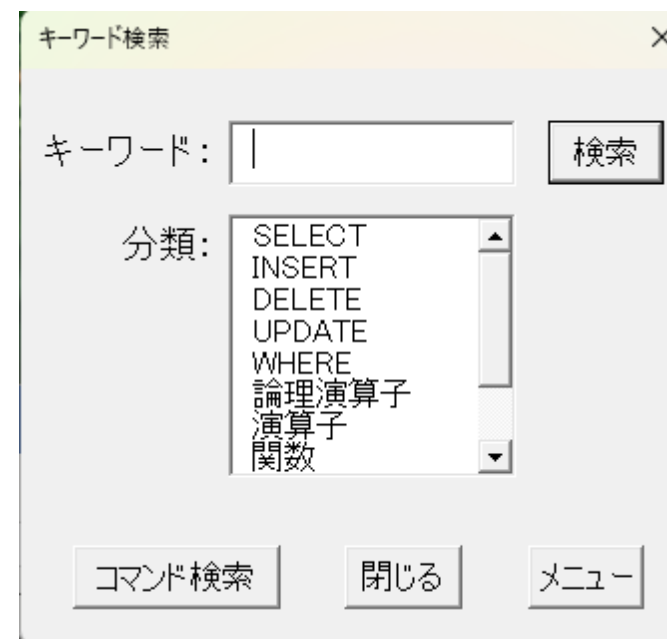 キーワード検索
キーワード: 検索
分類:
SELECT
INSERT
DELETE
UPDATE
WHERE
論理演算子
演算子
関数
コマンド検索 閉じる メニュー